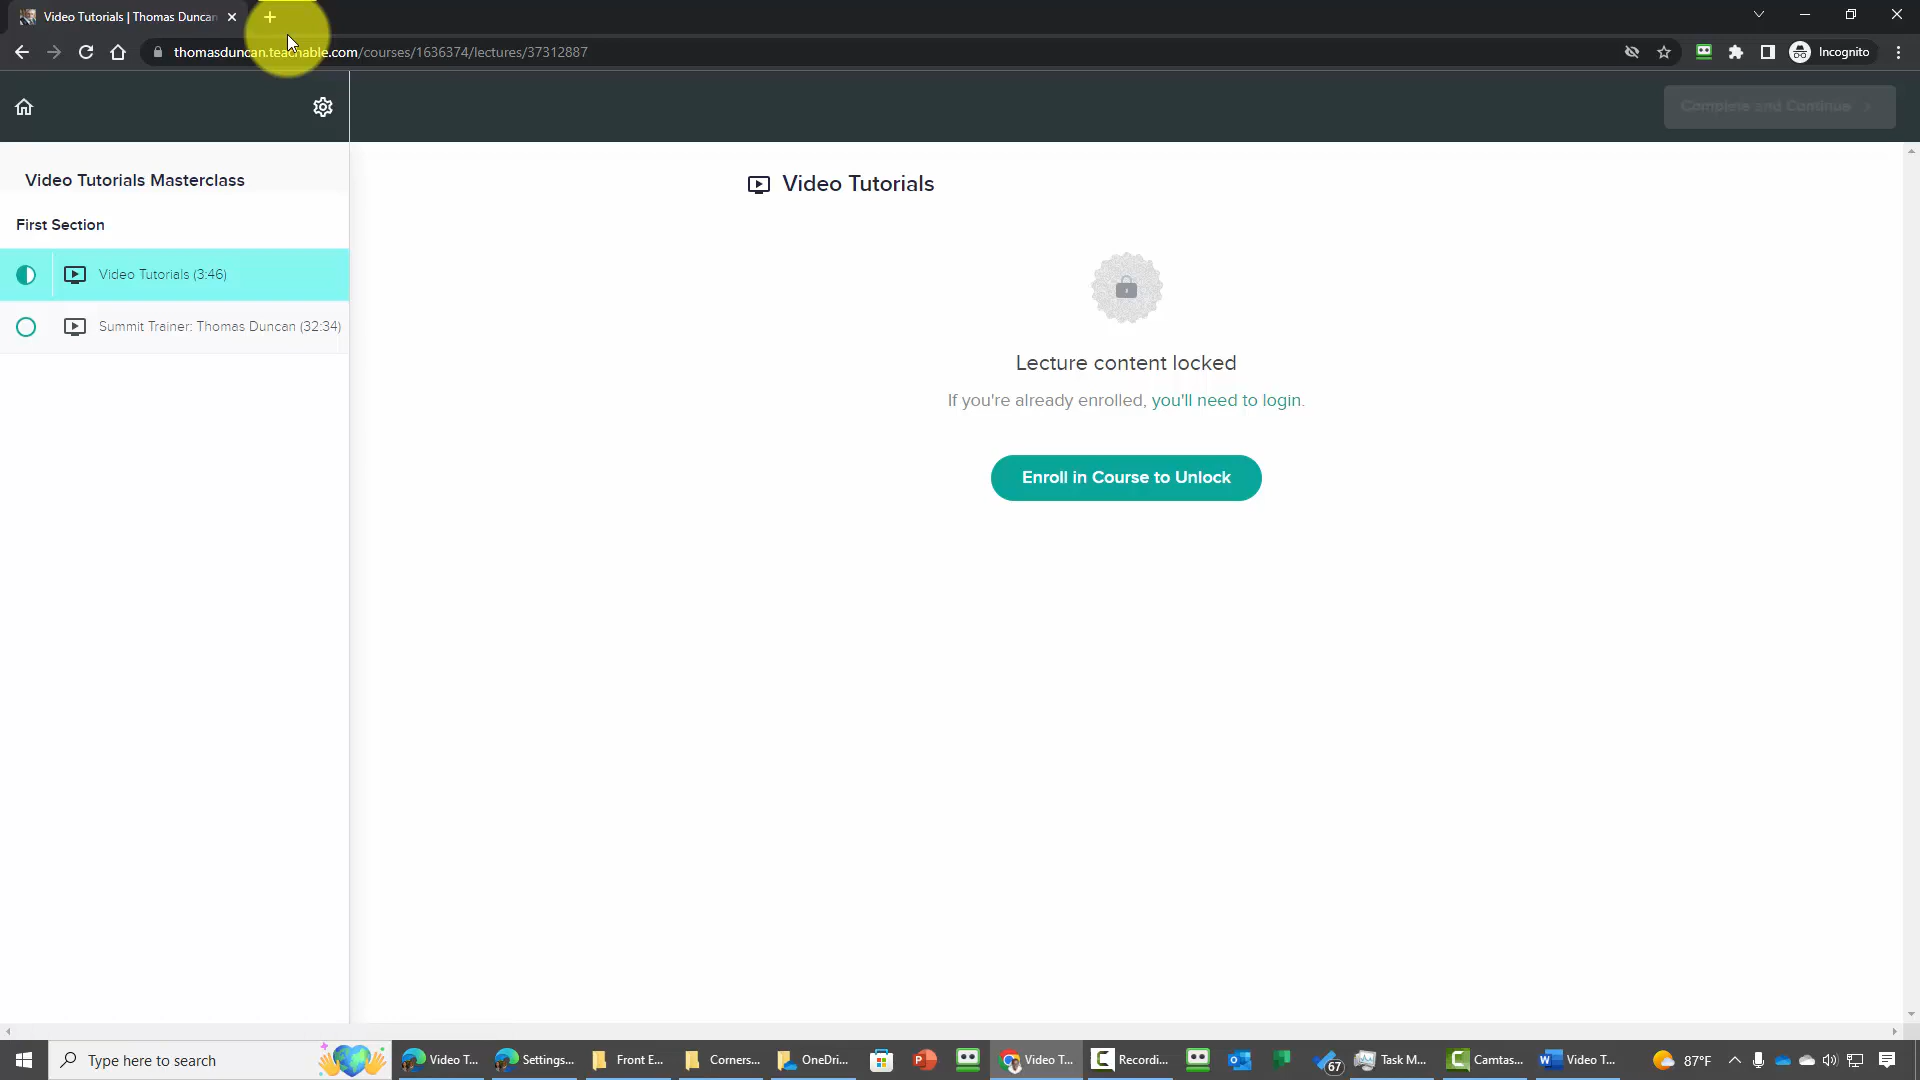 Video Tutorials | Thomas Duncan
thomasduncan.teachable.com/courses/1636374/lectures/37312887
Incognito
Complete and Continue
Video Tutorials Masterclass
First Section
Video Tutorials (3:46)
Summit Trainer: Thomas Duncan (32:34)
Video Tutorials
Lecture content locked
If you're already enrolled, you'll need to login.
Enroll in Course to Unlock
Type here to search
Video T...
Settings...
Front E...
Corners...
OneDri...
Video T...
Recordi...
67
Task M...
Camtas...
Video T...
87°F